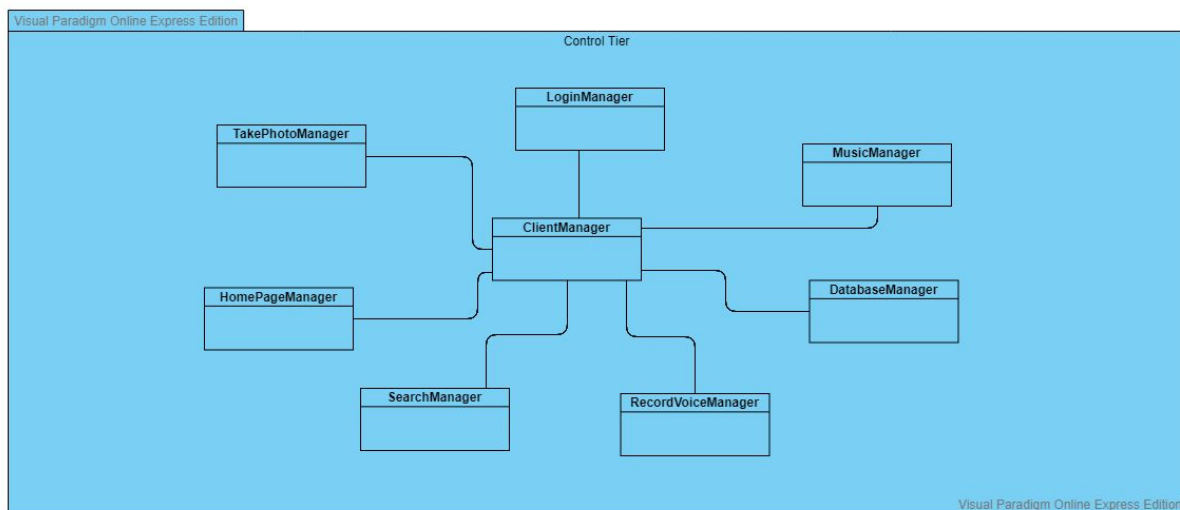 Visual Paradigm Online Express Edition
Control Tier
LoginManager
TakePhotoManager
MusicManager
ClientManager
HomePageManager
DatabaseManager
SearchManager
RecordVoiceManager
Visual Paradigm Online Express Edition